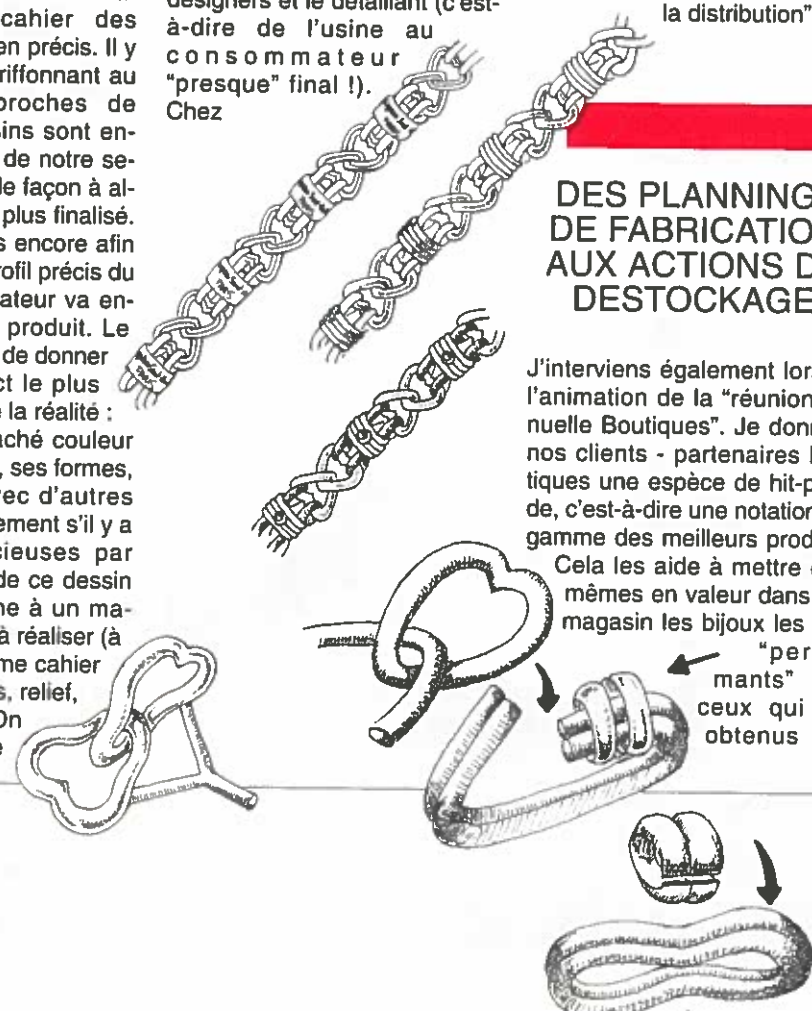 cahier des
en précis. Il y
riffonnant au
proches de
sins sont en-
de notre se-
de façon à al-
plus finalisé.
s encore afin
rofil précis du
ateur va en-
produit. Le
de donner
ct le plus
e la réalité :
aché couleur
, ses formes,
vec d'autres
ement s'il y a
cieuses par
de ce dessin
ne à un ma-
à réaliser (à
me cahier
s, relief,
On
designers et le détaillant (c'est-
à-dire de l'usine au
consommateur
"presque" final !).
Chez
la distribution"
DES PLANNING
DE FABRICATIO
AUX ACTIONS D
DESTOCKAGE
J'interviens également lor
l'animation de la "réunion
nuelle Boutiques". Je donn
nos clients - partenaires
tiques une espèce de hit-p
de, c'est-à-dire une notation
gamme des meilleurs prod
Cela les aide à mettre
mêmes en valeur dans
magasin les bijoux les
"per
mants"
ceux qui
obtenus